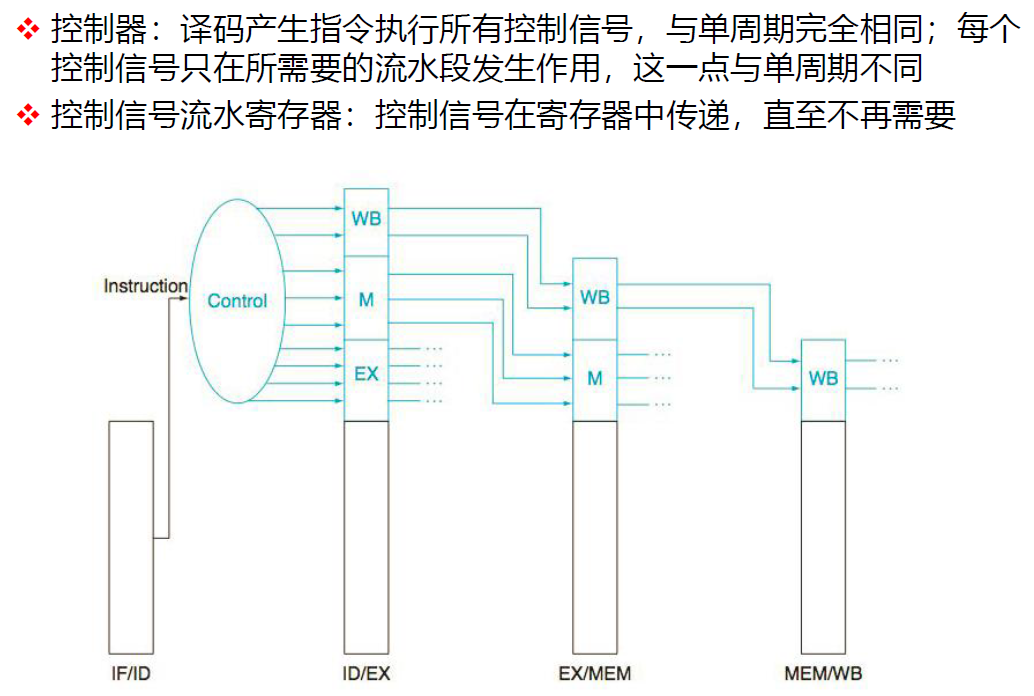 控制器：译码产生指令执行所有控制信号，与单周期完全相同；每个
控制信号只在所需要的流水段发生作用，这一点与单周期不同
控制信号流水寄存器：控制信号在寄存器中传递，直至不再需要
WB
Instruction
Control
M
WB
EX
M
WB
IF/ID
ID/EX
EX/MEM
MEM/WB